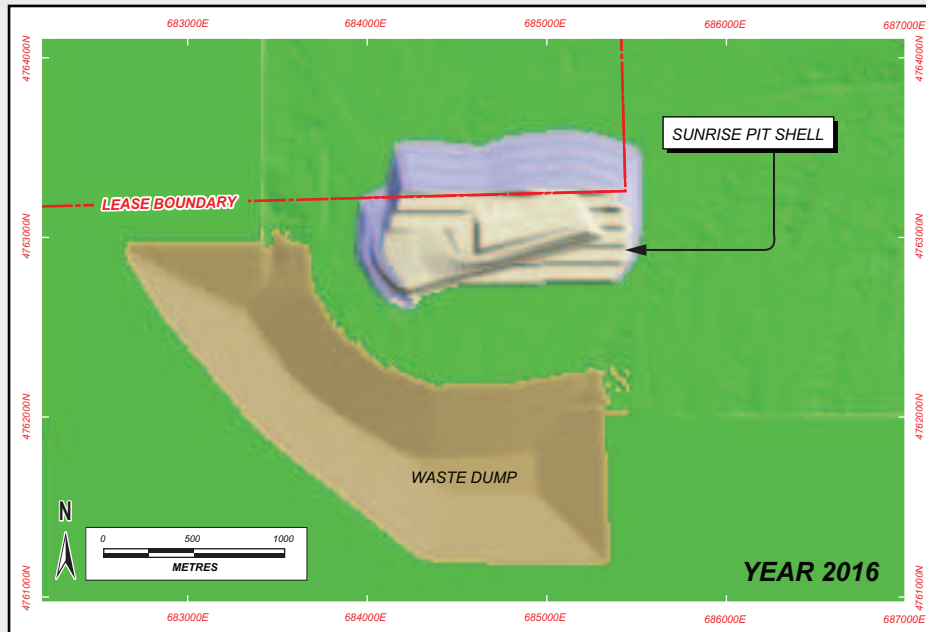 683000E
684000E
685000E
686000E
687000E
4764000N
4764000N
SUNRISE PIT SHELL
LEASE BOUNDARY
4763000N
4763000N
4762000N
4762000N
WASTE DUMP
N
0 500 1000
METRES
YEAR 2016
4761000N
4761000N
683000E
684000E
685000E
686000E
687000E